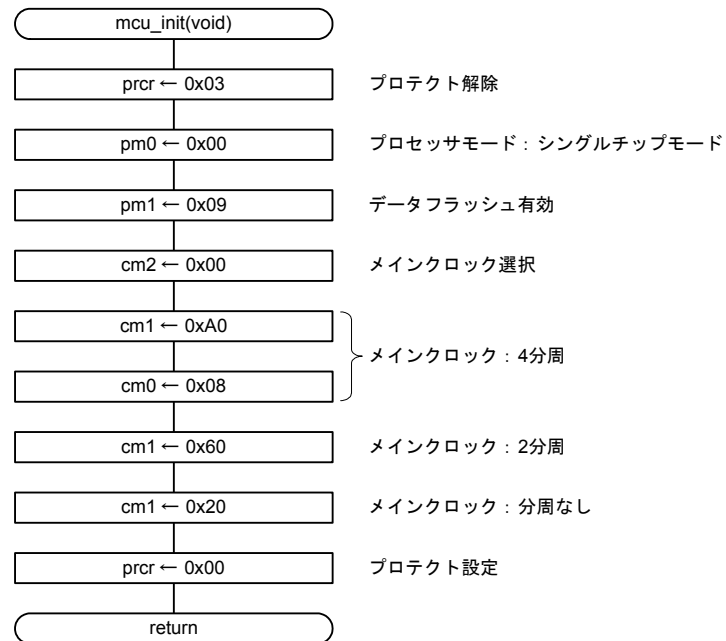 mcu_init(void)
prcr ← 0x03 プロテクト解除
pm0 ← 0x00 プロセッサモード：シングルチップモード
pm1 ← 0x09 データフラッシュ有効
cm2 ← 0x00 メインクロック選択
cm1 ← 0xA0
メインクロック：4分周
cm0 ← 0x08
cm1 ← 0x60 メインクロック：2分周
cm1 ← 0x20 メインクロック：分周なし
prcr ← 0x00 プロテクト設定
return